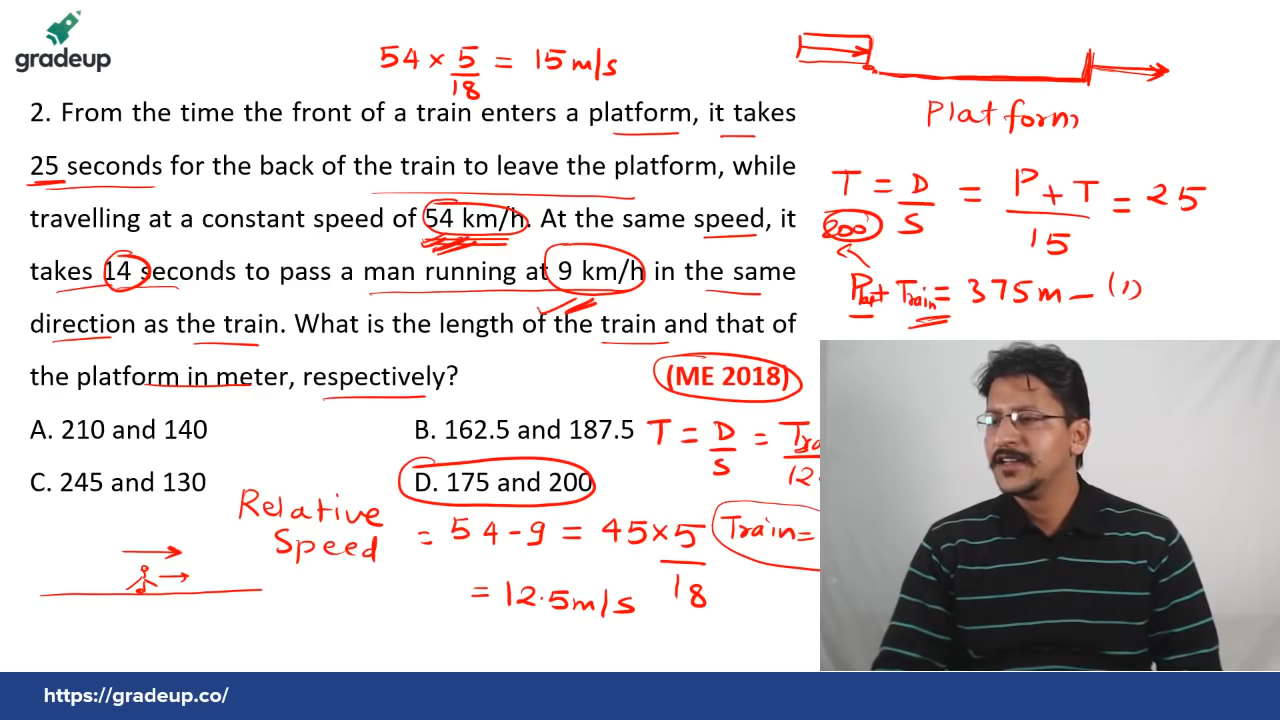 gradeup
54 × 5/18 = 15 m/s
2. From the time the front of a train enters a platform, it takes
25 seconds for the back of the train to leave the platform, while
travelling at a constant speed of 54 km/h. At the same speed, it
takes 14 seconds to pass a man running at 9 km/h in the same
direction as the train. What is the length of the train and that of
the platform in meter, respectively?
(ME 2018)
A. 210 and 140
B. 162.5 and 187.5
C. 245 and 130
D. 175 and 200
Platform
T = D/S = P + T/15 = 25
200
Plat + Train = 375m – (1)
T = D/S = Tra
12.
Relative
Speed
= 54 - 9 = 45 × 5/18
= 12.5 m/s
Train =
https://gradeup.co/